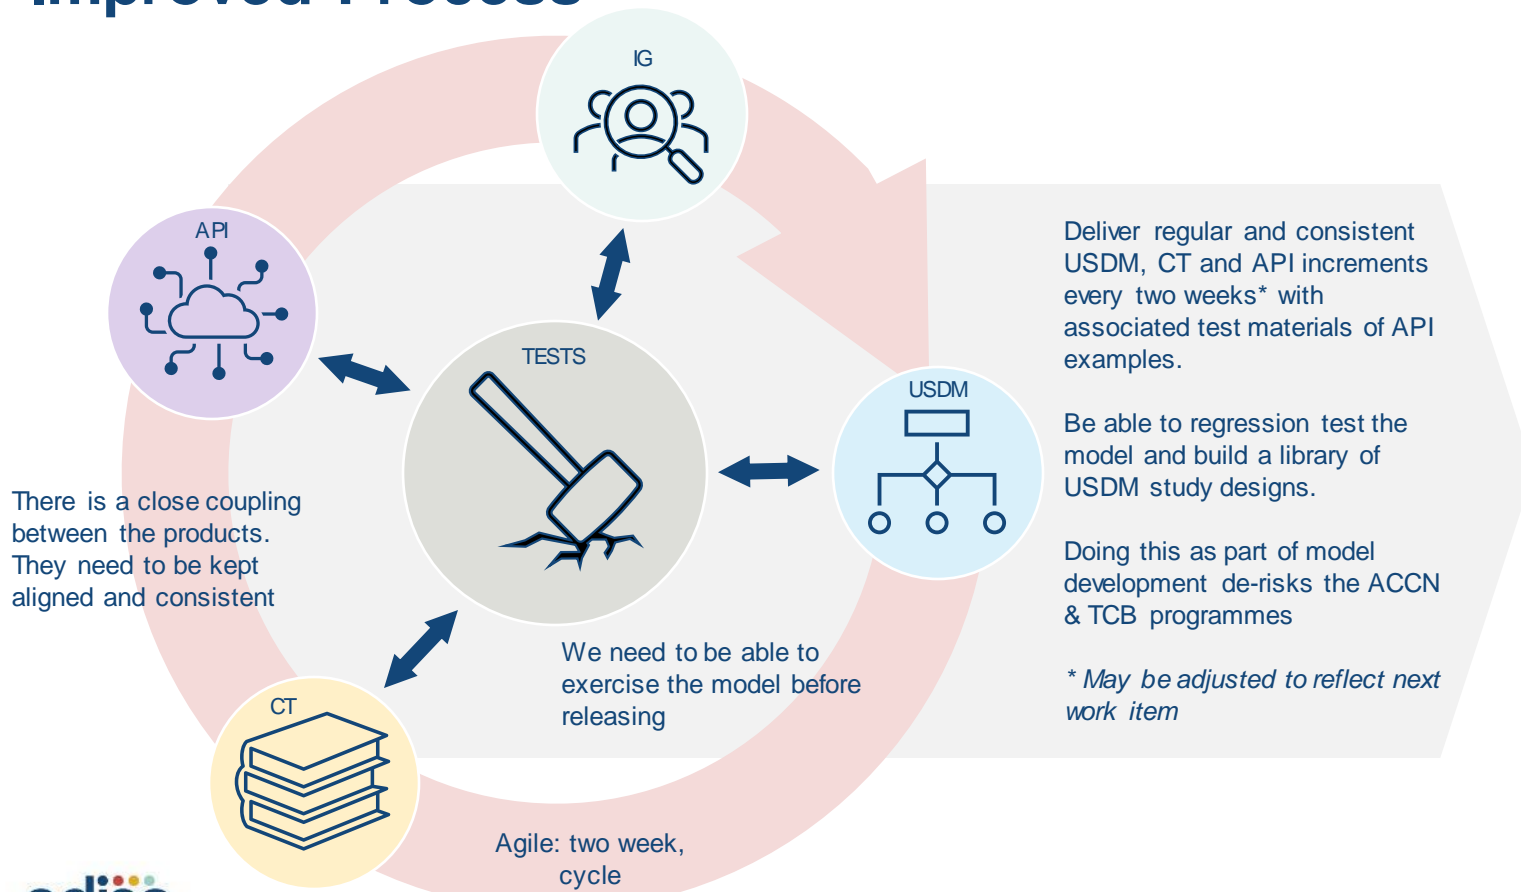 Improved Process
IG
API
TESTS
USDM
CT
There is a close coupling
between the products.
They need to be kept
aligned and consistent
We need to be able to
exercise the model before
releasing
Agile: two week,
cycle
Deliver regular and consistent
USDM, CT and API increments
every two weeks* with
associated test materials of API
examples.
Be able to regression test the
model and build a library of
USDM study designs.
Doing this as part of model
development de-risks the ACCN
& TCB programmes
* May be adjusted to reflect next
work item
cdisc